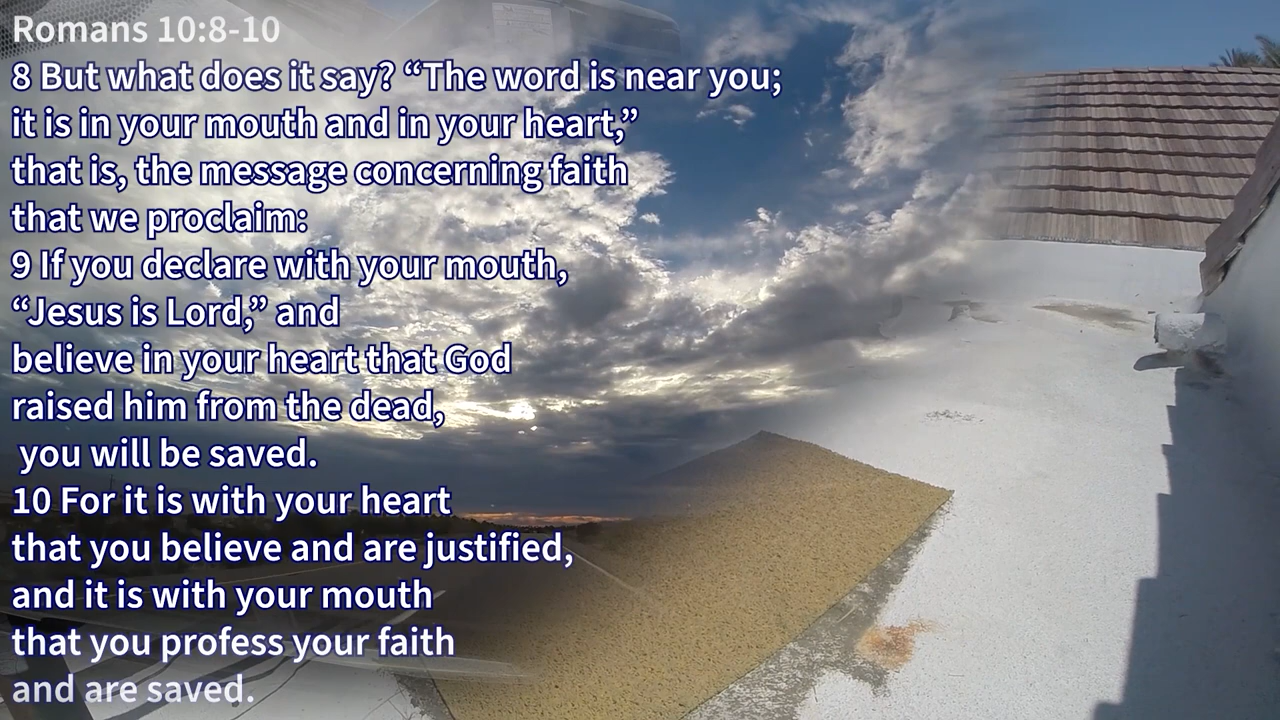 Romans 10:8-10
8 But what does it say? “The word is near you;
it is in your mouth and in your heart,”
that is, the message concerning faith
that we proclaim:
9 If you declare with your mouth,
“Jesus is Lord,” and
believe in your heart that God
raised him from the dead,
you will be saved.
10 For it is with your heart
that you believe and are justified,
and it is with your mouth
that you profess your faith
and are saved.